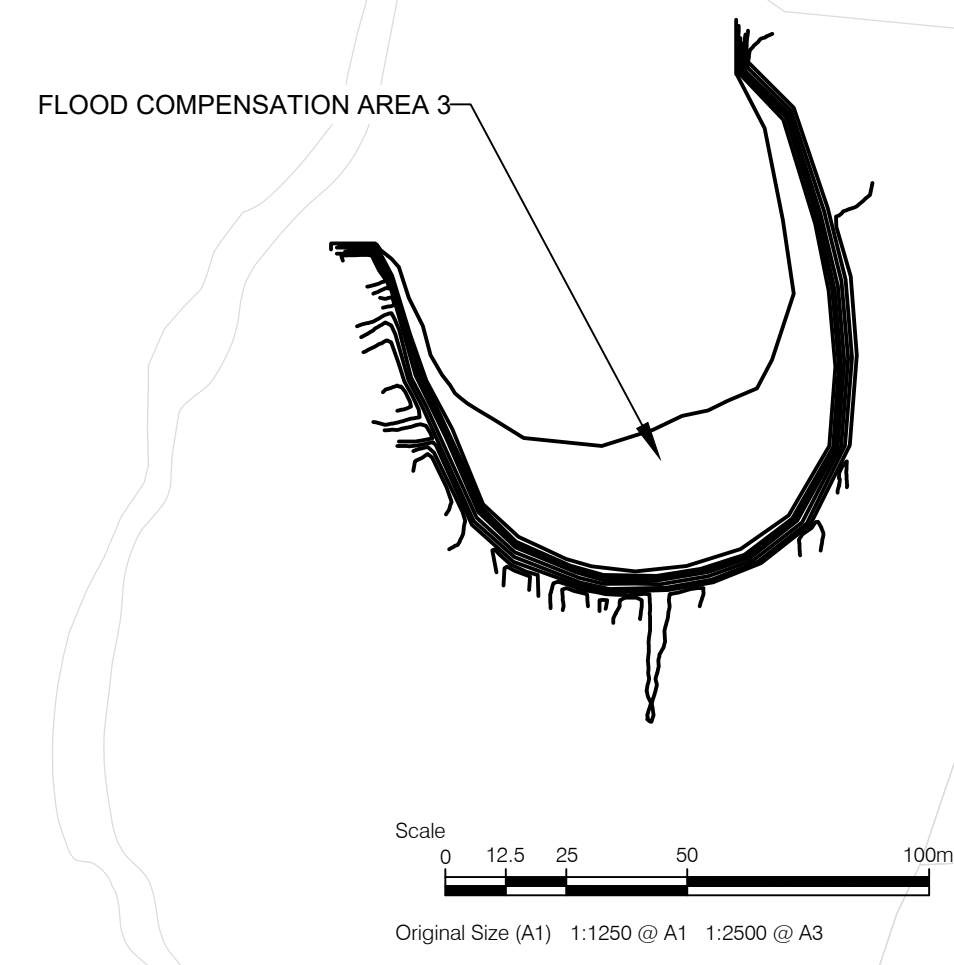 FLOOD COMPENSATION AREA 3
Scale
0 12.5 25 50 100m
Original Size (A1) 1:1250 @ A1 1:2500 @ A3